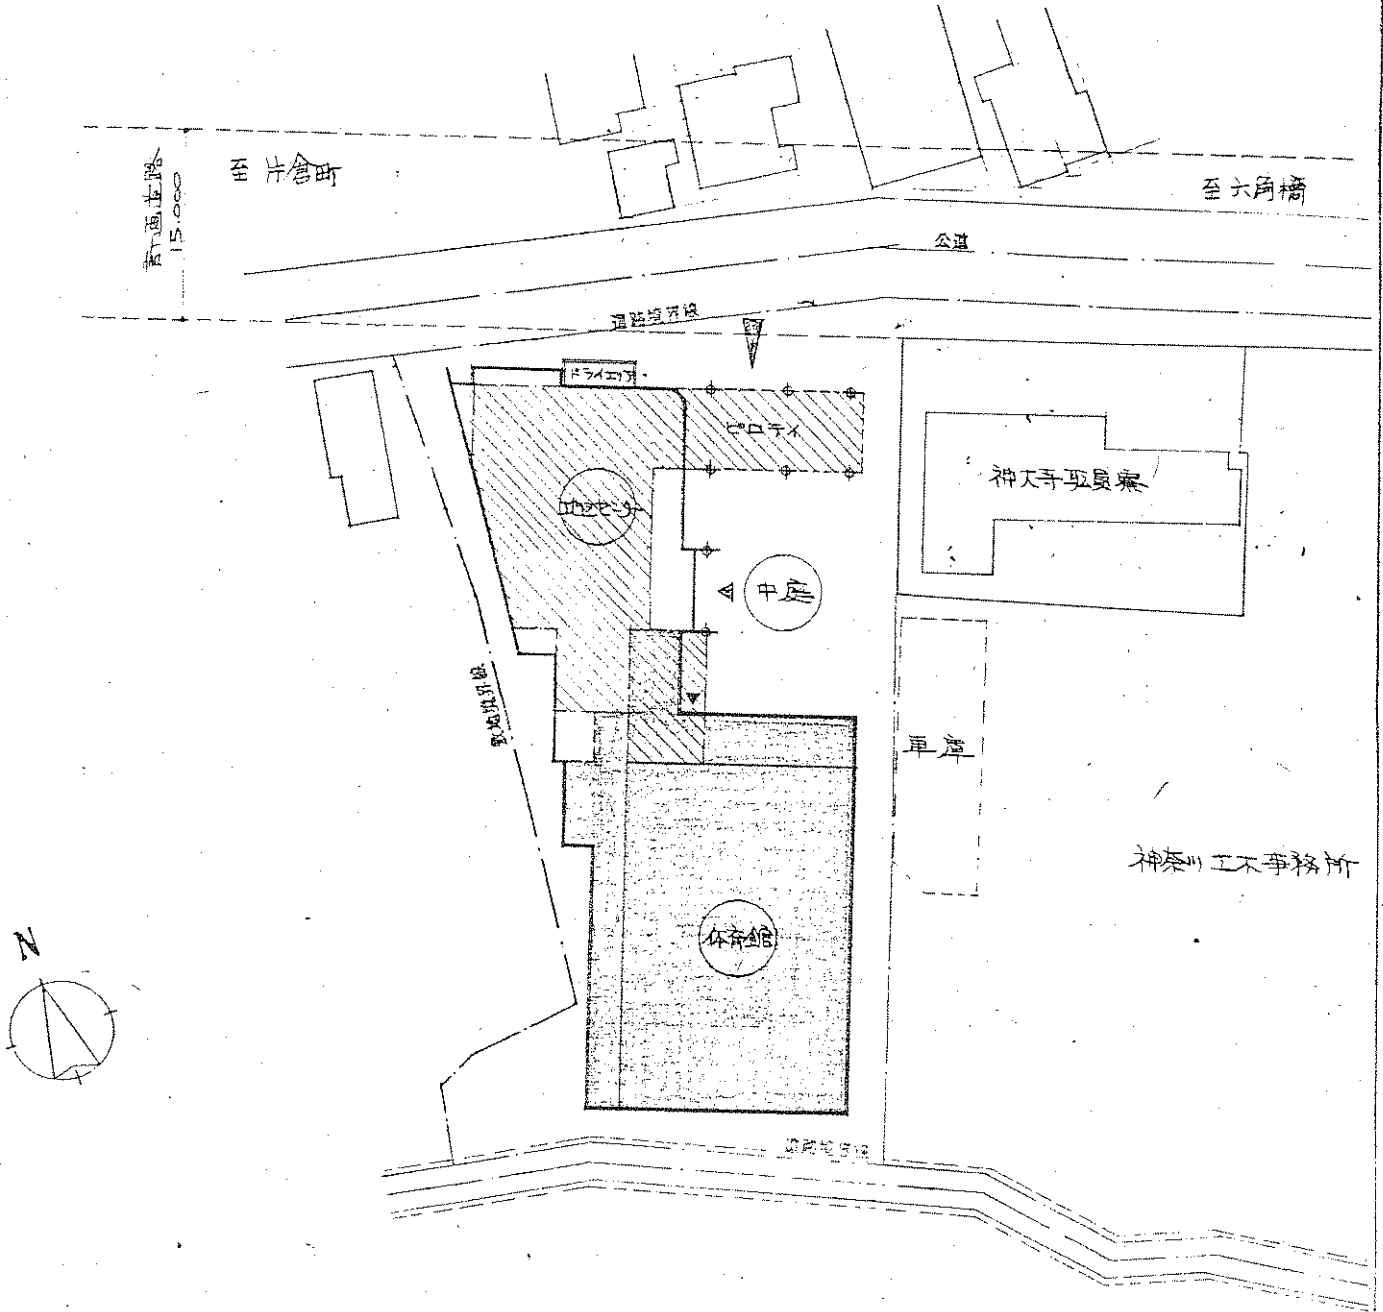 至 片倉町
計画道路
15.000
至 六角橋
公道
道路境界線
ドライエリア
ピロティ
神大寺職員寮
中庭
敷地境界線
車庫
神奈川土木事務所
体育館
N
道路境界線